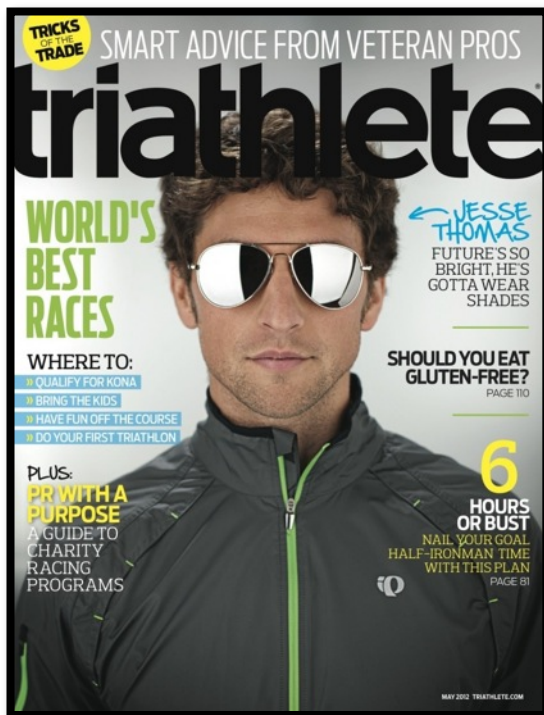 TRICKS
OF THE
TRADE
SMART ADVICE FROM VETERAN PROS
triathlete
WORLD'S
BEST
RACES
WHERE TO:
» QUALIFY FOR KONA
» BRING THE KIDS
» HAVE FUN OFF THE COURSE
» DO YOUR FIRST TRIATHLON
PLUS:
PR WITH A
PURPOSE
A GUIDE TO
CHARITY
RACING
PROGRAMS
JESSE
THOMAS
FUTURE'S SO
BRIGHT, HE'S
GOTTA WEAR
SHADES
SHOULD YOU EAT
GLUTEN-FREE?
PAGE 110
6
HOURS
OR BUST
NAIL YOUR GOAL
HALF-IRONMAN TIME
WITH THIS PLAN
PAGE 81
MAY 2012 TRIATHLETE.COM